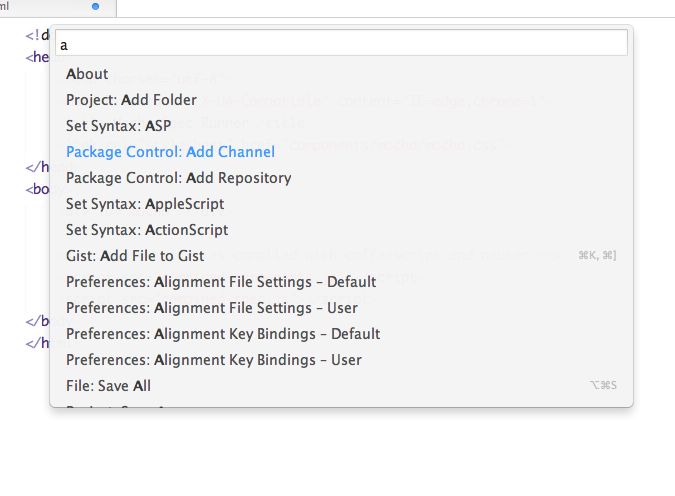 ml
<!d
a
<he
About
Project: Add Folder
Set Syntax: ASP
Package Control: Add Channel
</h
Package Control: Add Repository
<bo
Set Syntax: AppleScript
Set Syntax: ActionScript
Gist: Add File to Gist ⌘K, ⌘]
Preferences: Alignment File Settings – Default
Preferences: Alignment File Settings – User
</b
Preferences: Alignment Key Bindings – Default
</h
Preferences: Alignment Key Bindings – User
File: Save All ⌥⌘S